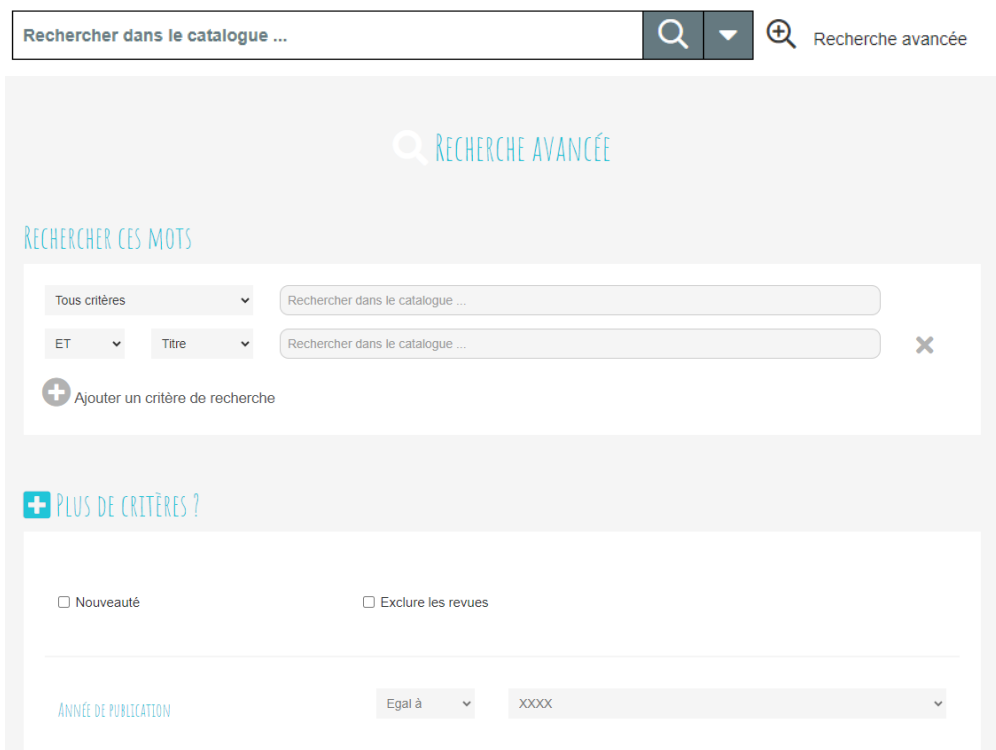 Rechercher dans le catalogue ...
Recherche avancée
Recherche avancée
Rechercher ces mots
Tous critères
Rechercher dans le catalogue ...
ET
Titre
Rechercher dans le catalogue ...
Ajouter un critère de recherche
Plus de critères ?
Nouveauté
Exclure les revues
Année de publication
Egal à
XXXX